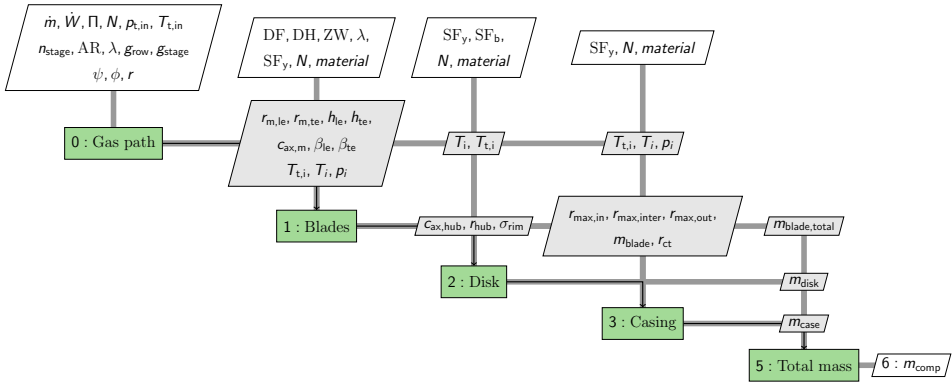 ṁ, Ẇ, Π, N, p_t,in, T_t,in
n_stage, AR, λ, g_row, g_stage
ψ, ϕ, r
DF, DH, ZW, λ,
SF_y, N, material
SF_y, SF_b,
N, material
SF_y, N, material
0 : Gas path
r_m,le, r_m,te, h_le, h_te,
c_ax,m, β_le, β_te
T_t,i, T_i, p_i
T_i, T_t,i
T_t,i, T_i, p_i
1 : Blades
c_ax,hub, r_hub, σ_rim
r_max,in, r_max,inter, r_max,out,
m_blade, r_ct
m_blade,total
2 : Disk
m_disk
3 : Casing
m_case
5 : Total mass
6 : m_comp